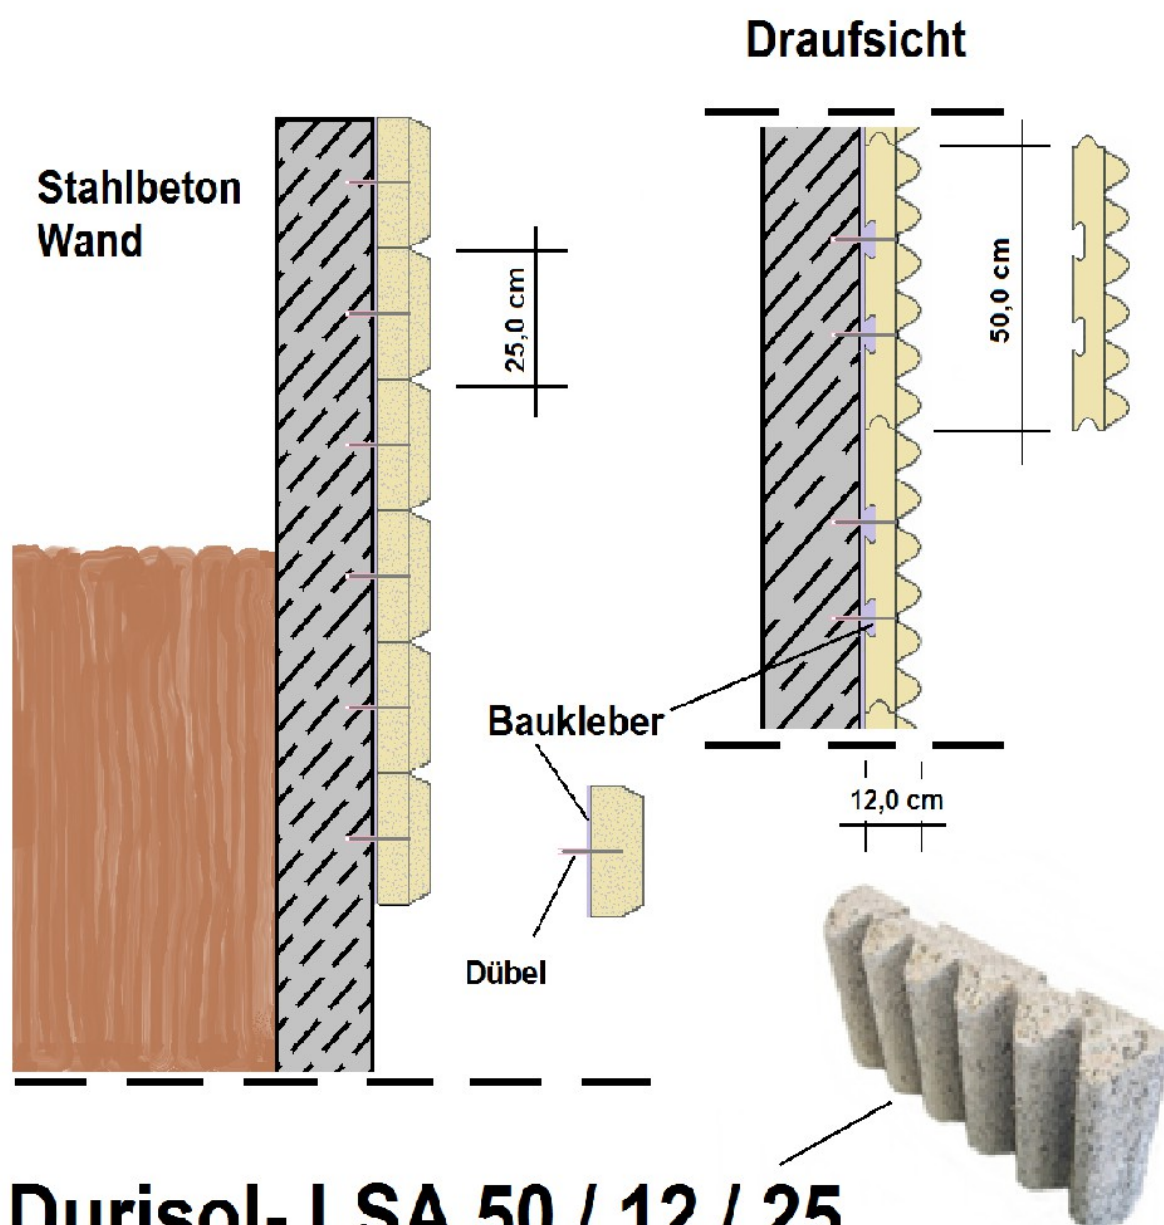 Draufsicht
Stahlbeton
Wand
25,0 cm
50,0 cm
Baukleber
12,0 cm
Dübel
Durisol- LSA 50 / 12 / 25